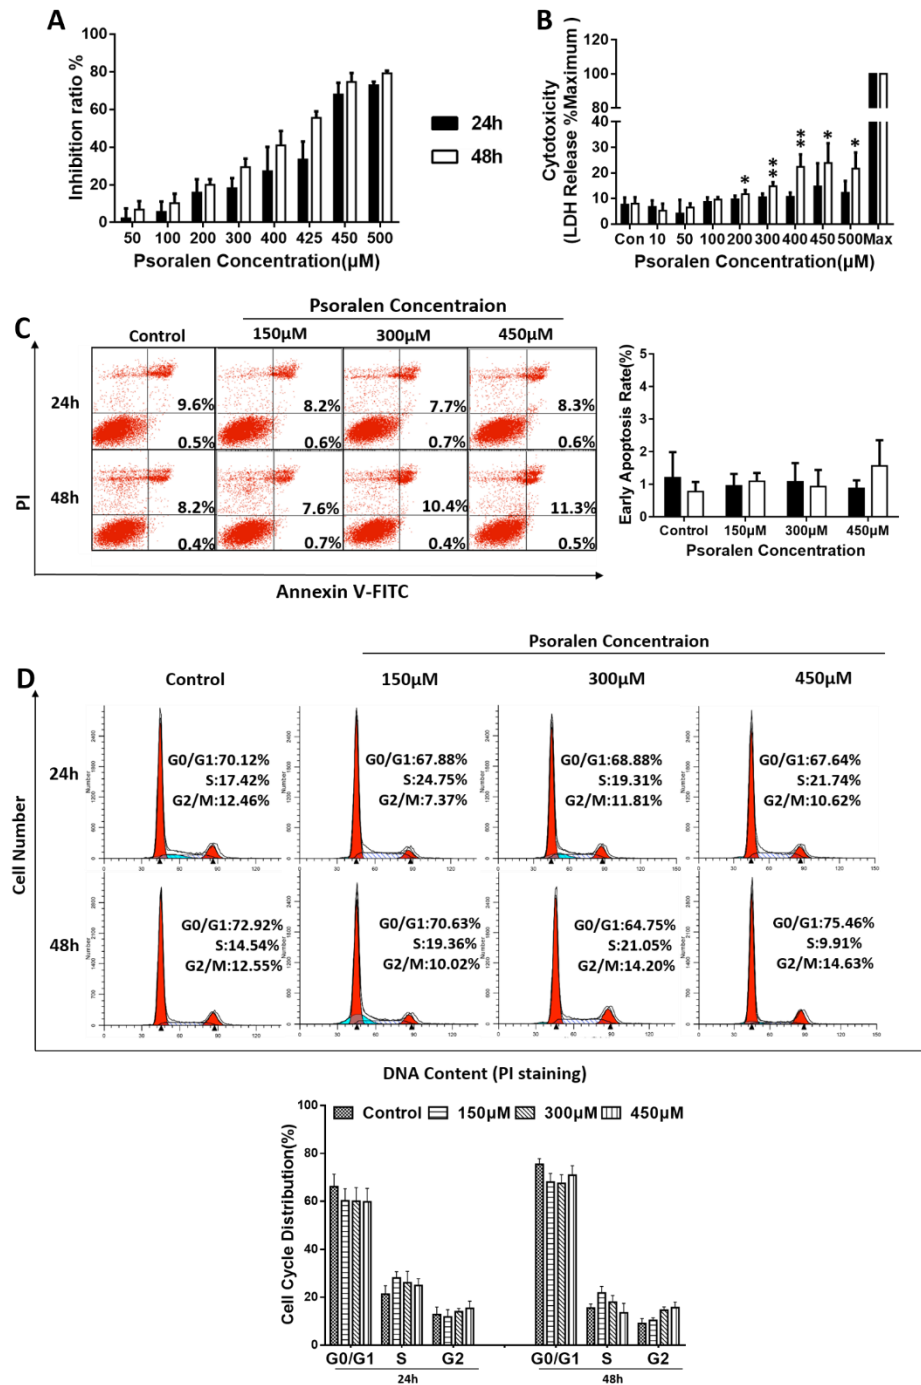 A
Inhibition ratio %
100
80
60
40
20
0
50 100 200 300 400 425 450 500
Psoralen Concentration(μM)
24h
48h
B
Cytotoxicity
(LDH Release %Maximum )
120
100
80
40
30
20
10
0
* ** ** * *
Con 10 50 100 200 300 400 450 500Max
Psoralen Concentration(μM)
C
Psoralen Concentraion
Control 150μM 300μM 450μM
24h
9.6% 8.2% 7.7% 8.3%
0.5% 0.6% 0.7% 0.6%
48h
8.2% 7.6% 10.4% 11.3%
0.4% 0.7% 0.4% 0.5%
PI
Annexin V-FITC
Early Apoptosis Rate(%)
5
4
3
2
1
0
Control 150μM 300μM 450μM
Psoralen Concentration
D
Psoralen Concentraion
Control 150μM 300μM 450μM
Cell Number
24h
G0/G1:70.12% G0/G1:67.88% G0/G1:68.88% G0/G1:67.64%
S:17.42% S:24.75% S:19.31% S:21.74%
G2/M:12.46% G2/M:7.37% G2/M:11.81% G2/M:10.62%
48h
G0/G1:72.92% G0/G1:70.63% G0/G1:64.75% G0/G1:75.46%
S:14.54% S:19.36% S:21.05% S:9.91%
G2/M:12.55% G2/M:10.02% G2/M:14.20% G2/M:14.63%
DNA Content (PI staining)
Cell Cycle Distribution(%)
100
80
60
40
20
0
Control 150μM 300μM 450μM
G0/G1 S G2 G0/G1 S G2
24h 48h